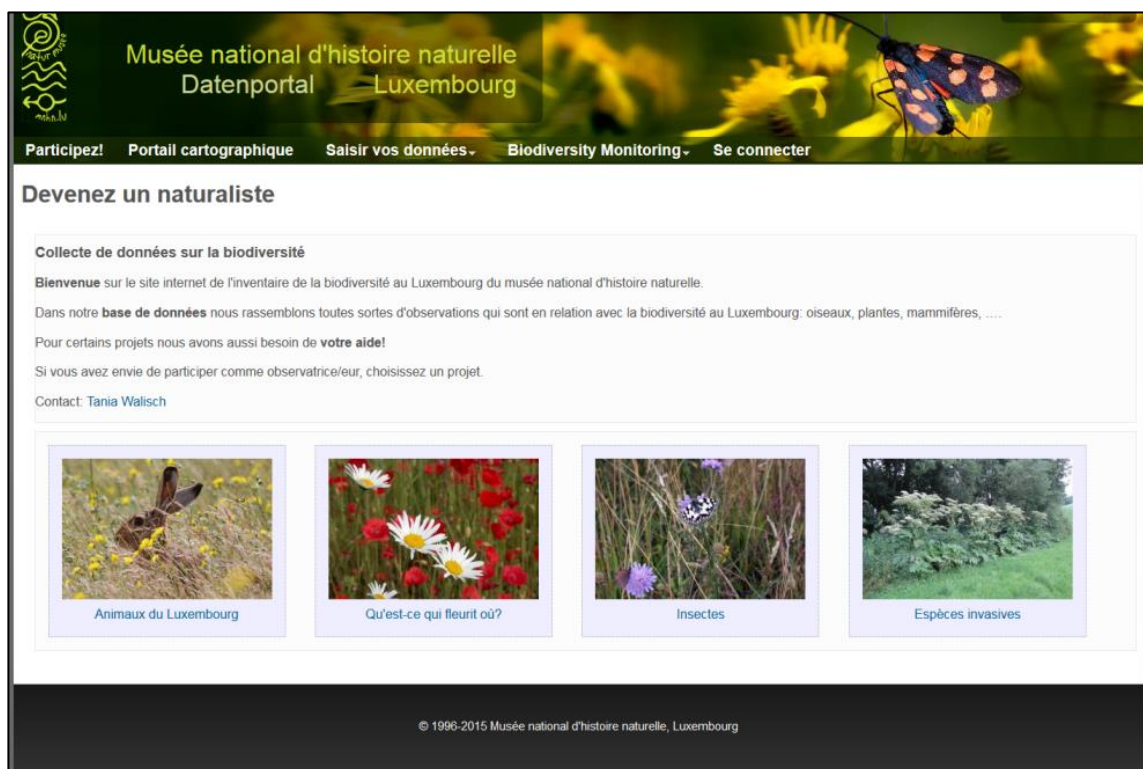 natur musée
mnhn.lu
Musée national d'histoire naturelle
Datenportal Luxembourg
Participez! Portail cartographique Saisir vos données Biodiversity Monitoring Se connecter
Devenez un naturaliste
Collecte de données sur la biodiversité
Bienvenue sur le site internet de l'inventaire de la biodiversité au Luxembourg du musée national d'histoire naturelle.
Dans notre base de données nous rassemblons toutes sortes d'observations qui sont en relation avec la biodiversité au Luxembourg: oiseaux, plantes, mammifères, ….
Pour certains projets nous avons aussi besoin de votre aide!
Si vous avez envie de participer comme observatrice/eur, choisissez un projet.
Contact: Tania Walisch
Animaux du Luxembourg
Qu'est-ce qui fleurit où?
Insectes
Espèces invasives
© 1996-2015 Musée national d'histoire naturelle, Luxembourg